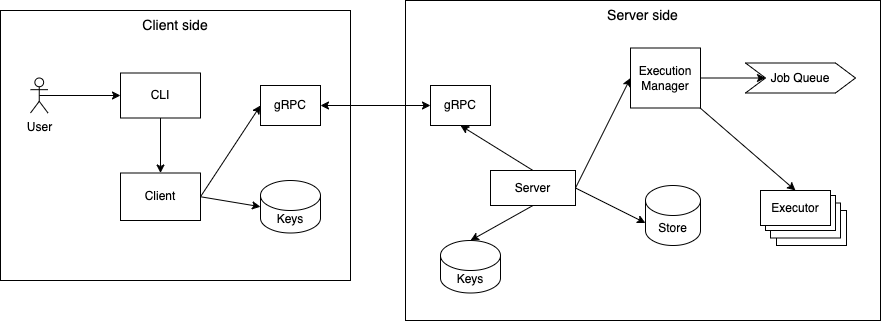 Client side
User
CLI
Client
gRPC
Keys
Server side
gRPC
Server
Keys
Store
Execution
Manager
Job Queue
Executor